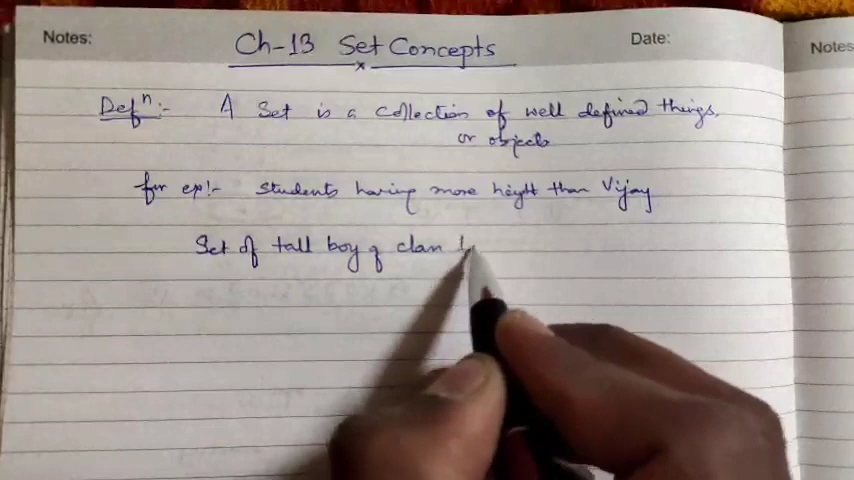 Notes:
Ch-13 Set Concepts
Date:
Notes
Defⁿ:- A Set is a collection of well defined things,
or objects
for ex!- Students having more height than Vijay
Set of tall boy of class